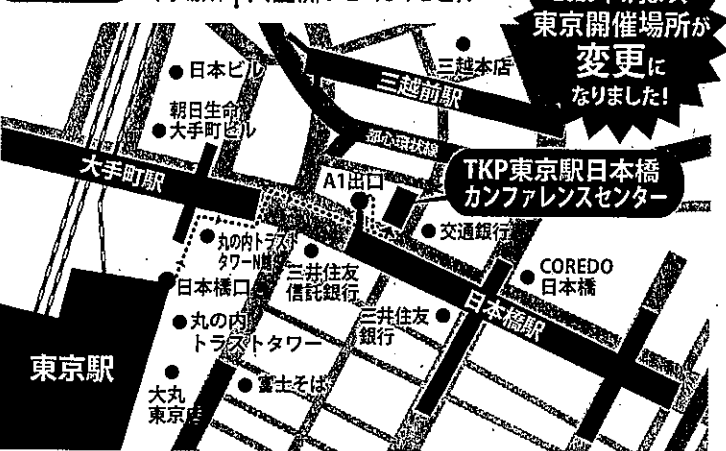 東京開催場所が
変更に
なりました!
日本ビル
三越本店
朝日生命
大手町ビル
三越前駅
都心環状線
大手町駅
A1出口
TKP東京駅日本橋
カンファレンスセンター
丸の内トラスト
タワーN館
三井住友
信託銀行
交通銀行
COREDO
日本橋
日本橋口
三井住友
銀行
日本橋駅
丸の内
トラストタワー
東京駅
富士そば
大丸
東京店